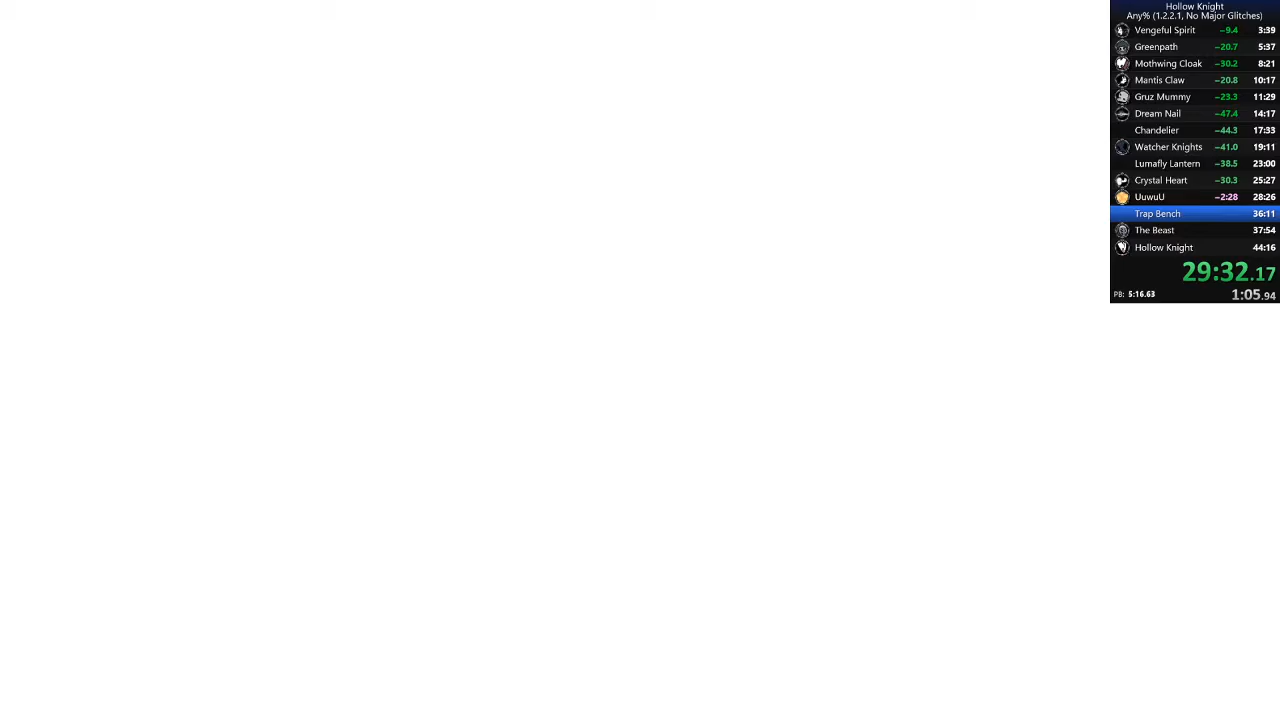 Hollow Knight
Any% (1.2.2.1, No Major Glitches)
Vengeful Spirit −9.4 3:39
Greenpath −20.7 5:37
Mothwing Cloak −30.2 8:21
Mantis Claw −20.8 10:17
Gruz Mummy −23.3 11:29
Dream Nail −47.4 14:17
Chandelier −44.3 17:33
Watcher Knights −41.0 19:11
Lumafly Lantern −38.5 23:00
Crystal Heart −30.3 25:27
UuwuU −2:28 28:26
Trap Bench 36:11
The Beast 37:54
Hollow Knight 44:16
29:32.17
PB: 5:16.63 1:05.94